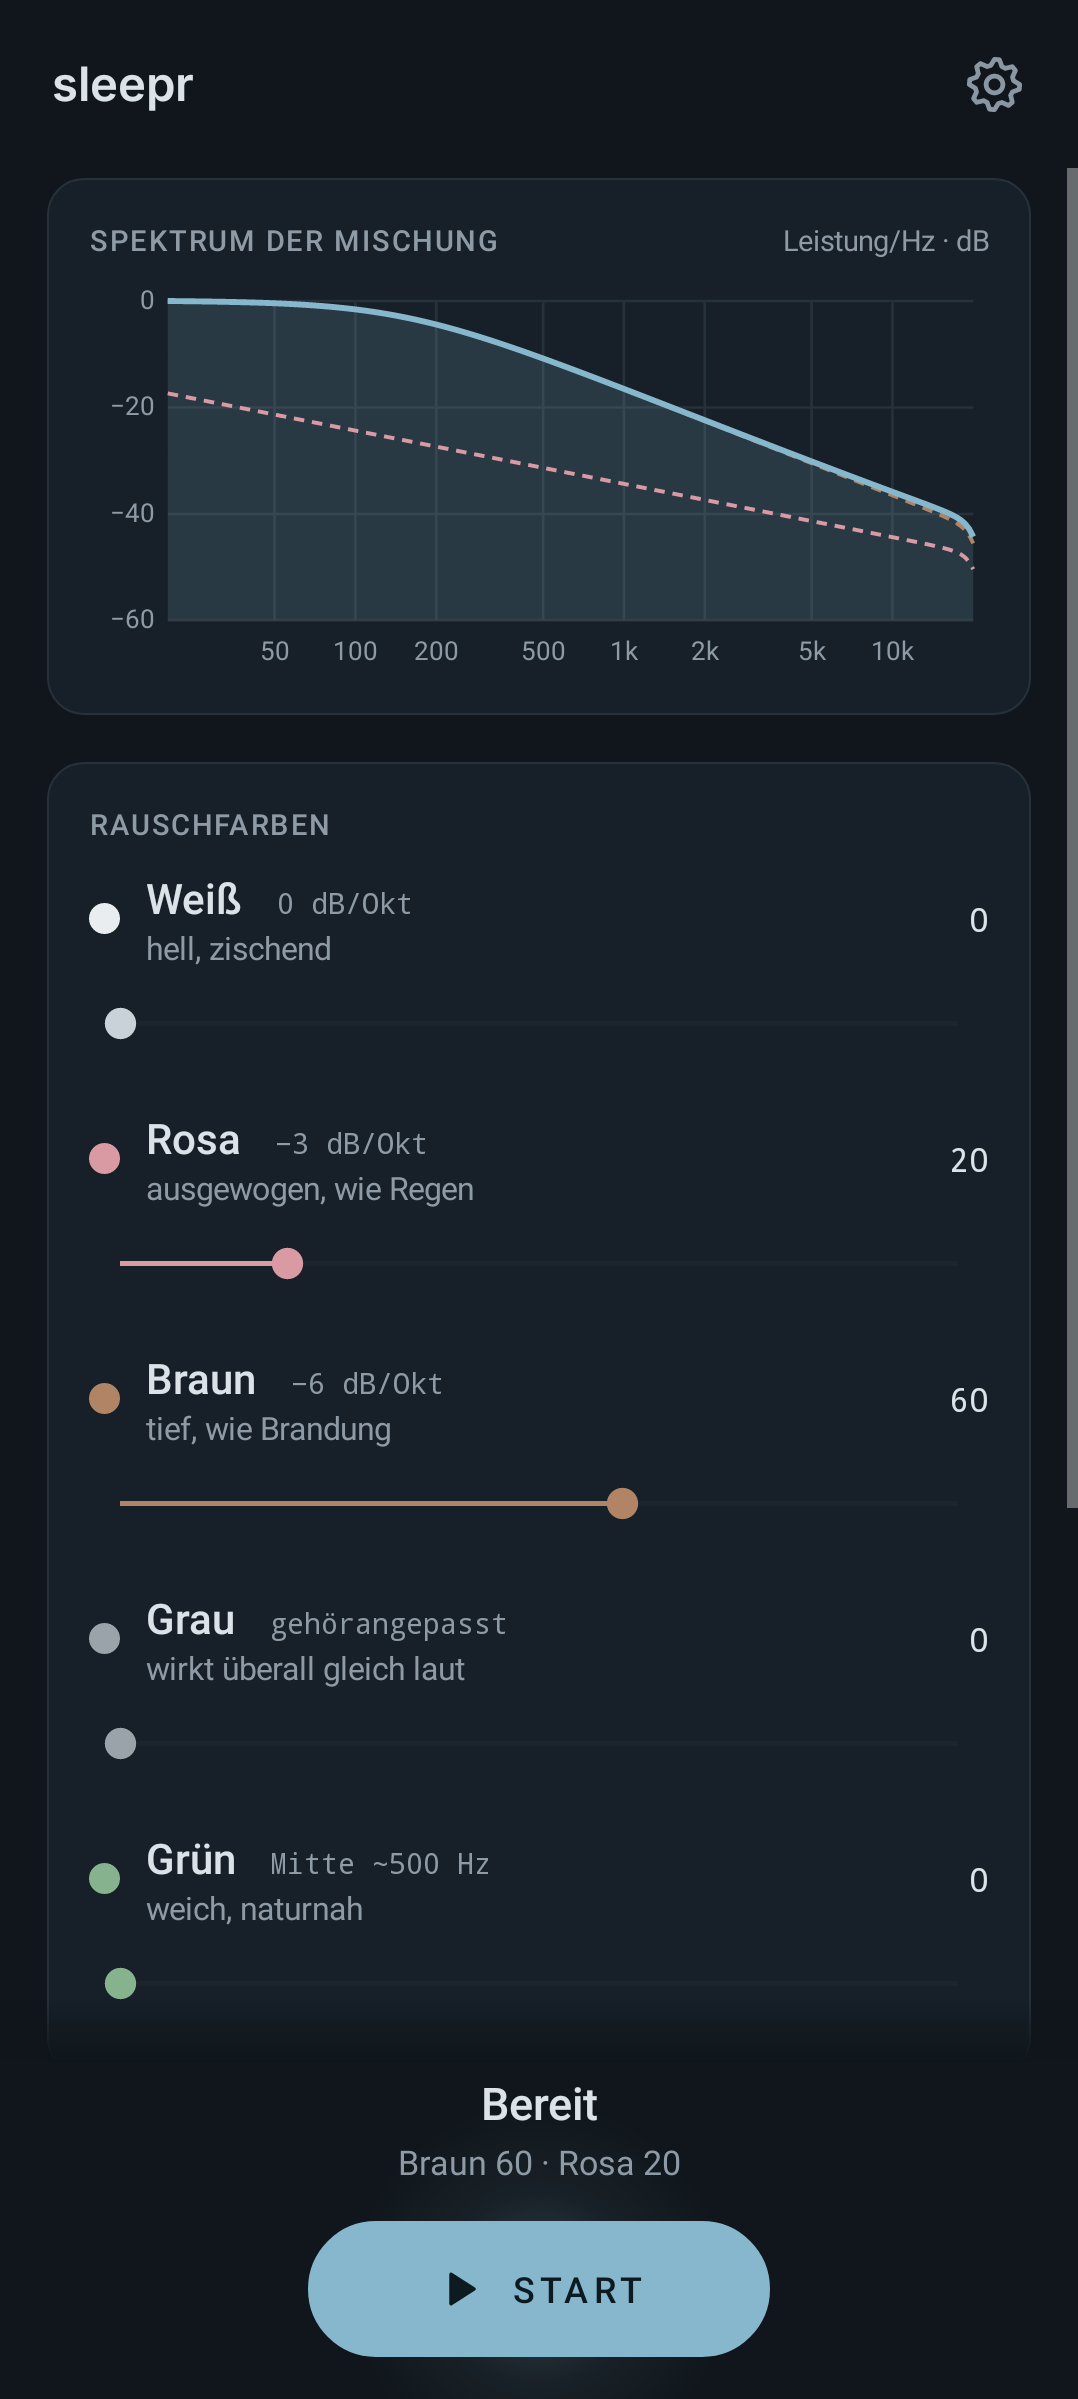 sleepr
SPEKTRUM DER MISCHUNG Leistung/Hz · dB
0
−20
−40
−60
50 100 200 500 1k 2k 5k 10k
RAUSCHFARBEN
Weiß 0 dB/Okt 0
hell, zischend
Rosa −3 dB/Okt 20
ausgewogen, wie Regen
Braun −6 dB/Okt 60
tief, wie Brandung
Grau gehörangepasst 0
wirkt überall gleich laut
Grün Mitte ~500 Hz 0
weich, naturnah
Bereit
Braun 60 · Rosa 20
START